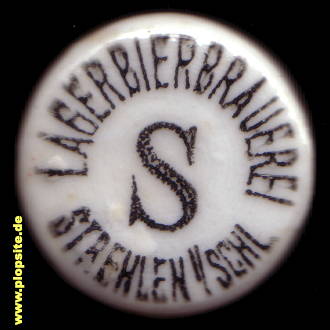 LAGERBIERBRAUEREI
S
STREHLEN i/SCHL.
www.plopsite.de